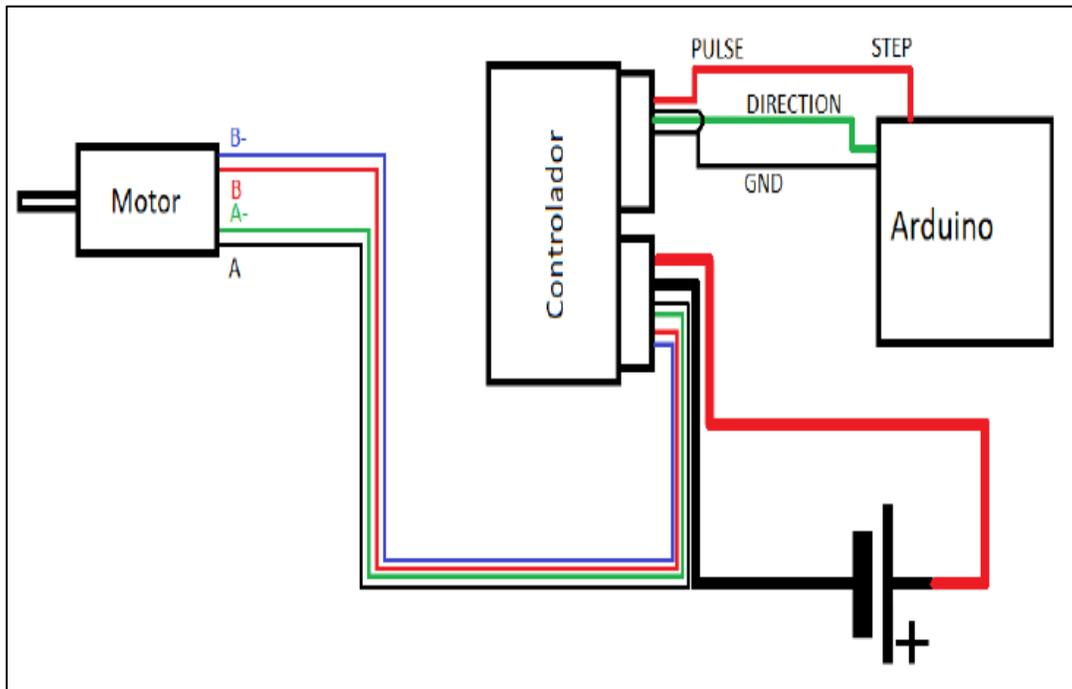 PULSE
STEP
DIRECTION
GND
Arduino
Controlador
B-
Motor
B
A-
A
+